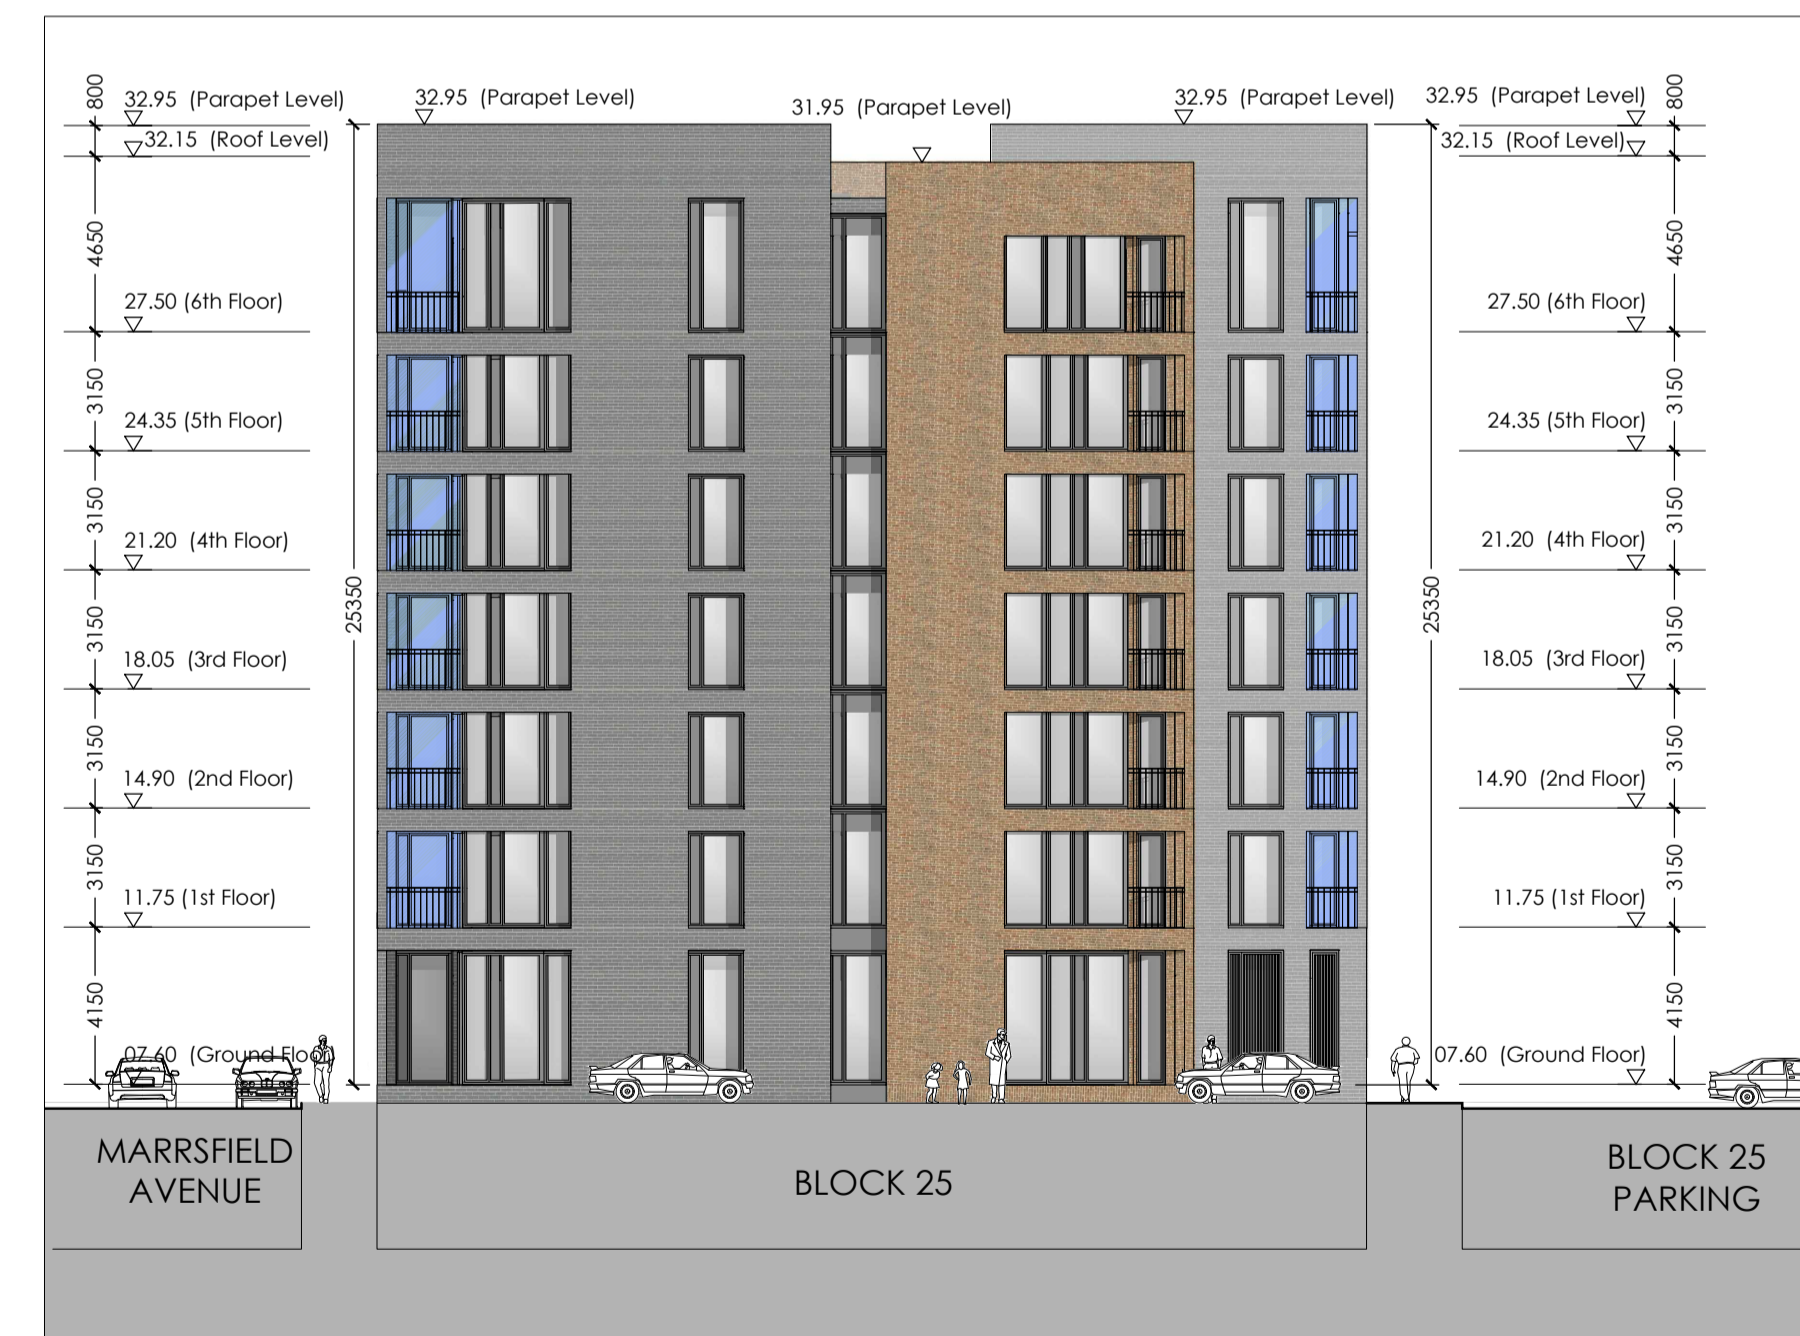 800
32.95 (Parapet Level)
32.95 (Parapet Level)
31.95 (Parapet Level)
32.95 (Parapet Level)
32.95 (Parapet Level)
800
32.15 (Roof Level)
32.15 (Roof Level)
4650
4650
27.50 (6th Floor)
27.50 (6th Floor)
3150
3150
24.35 (5th Floor)
24.35 (5th Floor)
3150
3150
21.20 (4th Floor)
21.20 (4th Floor)
25350
25350
3150
3150
18.05 (3rd Floor)
18.05 (3rd Floor)
3150
3150
14.90 (2nd Floor)
14.90 (2nd Floor)
3150
3150
11.75 (1st Floor)
11.75 (1st Floor)
4150
4150
07.60 (Ground Floo
07.60 (Ground Floor)
MARRSFIELD
AVENUE
BLOCK 25
BLOCK 25
PARKING